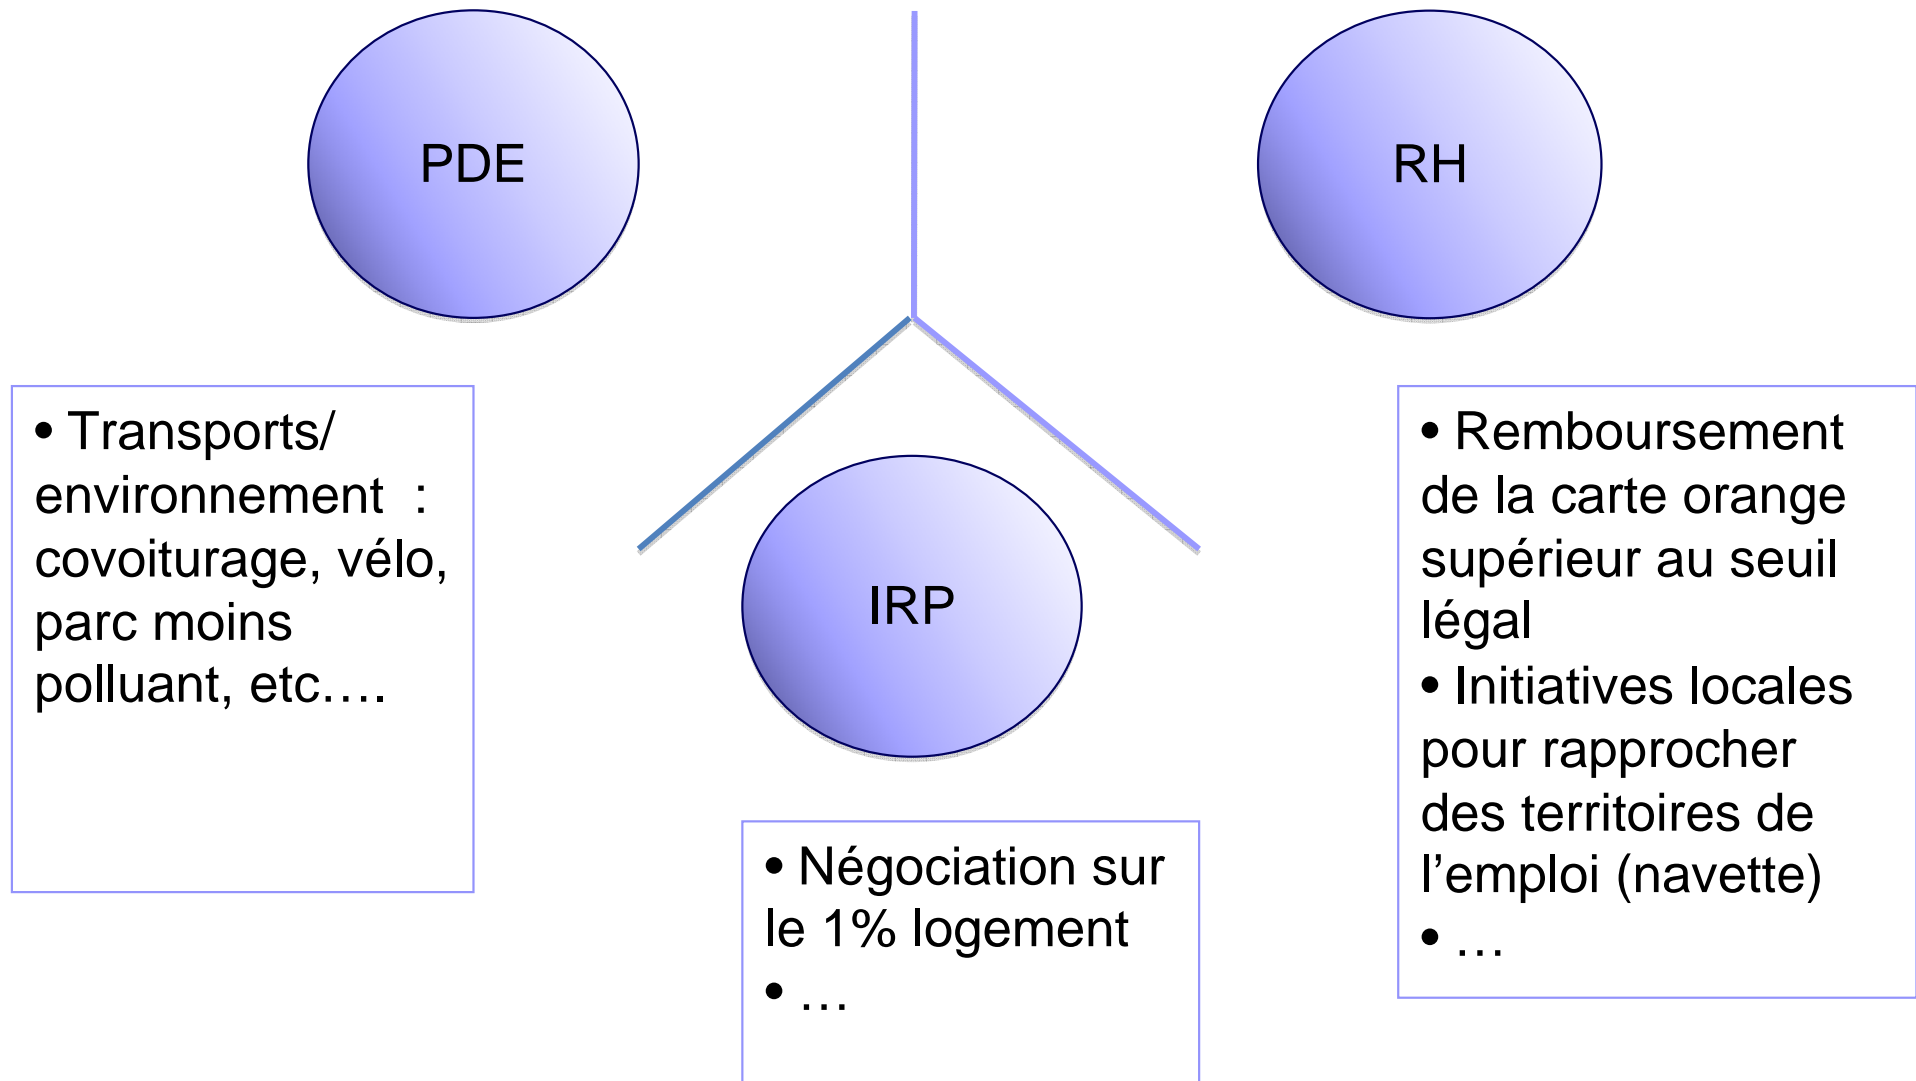 PDE
RH
• Transports/
environnement  :
covoiturage, vélo,
parc moins
polluant, etc….
IRP
• Négociation sur
le 1% logement
• …
• Remboursement
de la carte orange
supérieur au seuil
légal
• Initiatives locales
pour rapprocher
des territoires de
l’emploi (navette)
• …